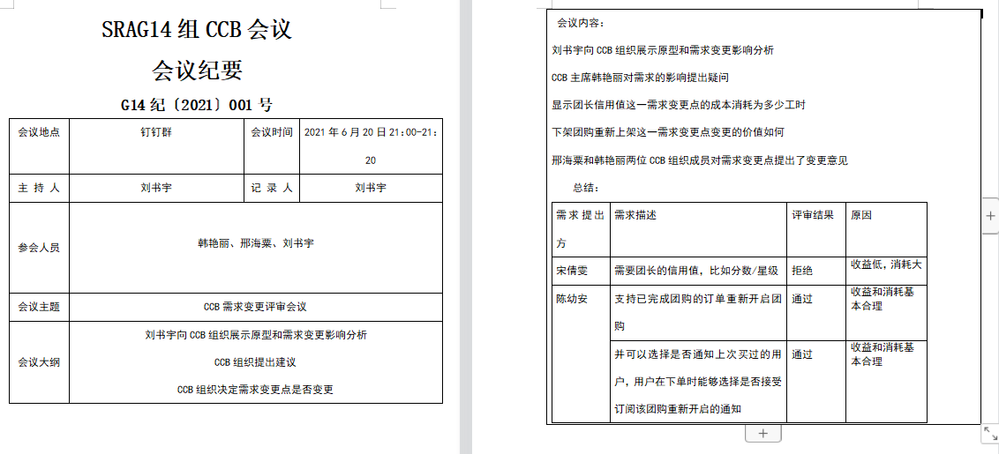 SRAG14 组 CCB 会议
会议纪要
G14 纪〔2021〕001 号
会议地点 钉钉群 会议时间 2021 年 6 月 20 日 21:00-21:
20
主 持 人 刘书宇 记 录 人 刘书宇
参会人员 韩艳丽、邢海粟、刘书宇
会议主题 CCB 需求变更评审会议
会议大纲
刘书宇向 CCB 组织展示原型和需求变更影响分析
CCB 组织提出建议
CCB 组织决定需求变更点是否变更
会议内容:
刘书宇向 CCB 组织展示原型和需求变更影响分析
CCB 主席韩艳丽对需求的影响提出疑问
显示团长信用值这一需求变更点的成本消耗为多少工时
下架团购重新上架这一需求变更点变更的价值如何
邢海粟和韩艳丽两位 CCB 组织成员对需求变更点提出了变更意见
总结:
需求提出 需求描述 评审结果 原因
方
宋倩雯 需要团长的信用值,比如分数/星级 拒绝 收益低,消耗大
陈幼安 支持已完成团购的订单重新开启团 通过 收益和消耗基
购 本合理
并可以选择是否通知上次买过的用 通过 收益和消耗基
户,用户在下单时能够选择是否接受 本合理
订阅该团购重新开启的通知